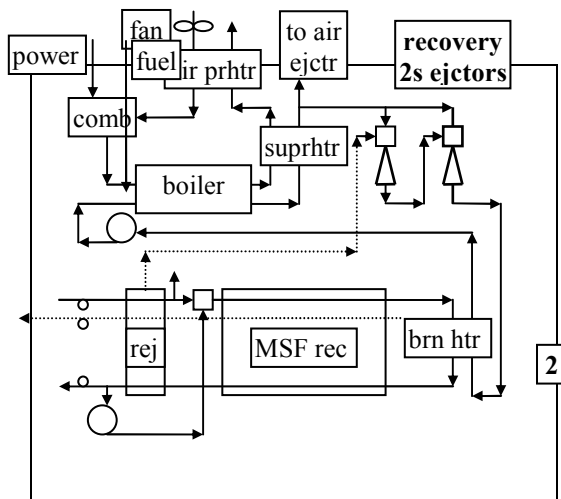 fan
to air
ejctr
recovery
2s ejctors
power
fuel
ir prhtr
comb
suprhtr
boiler
rej
MSF rec
brn htr
2